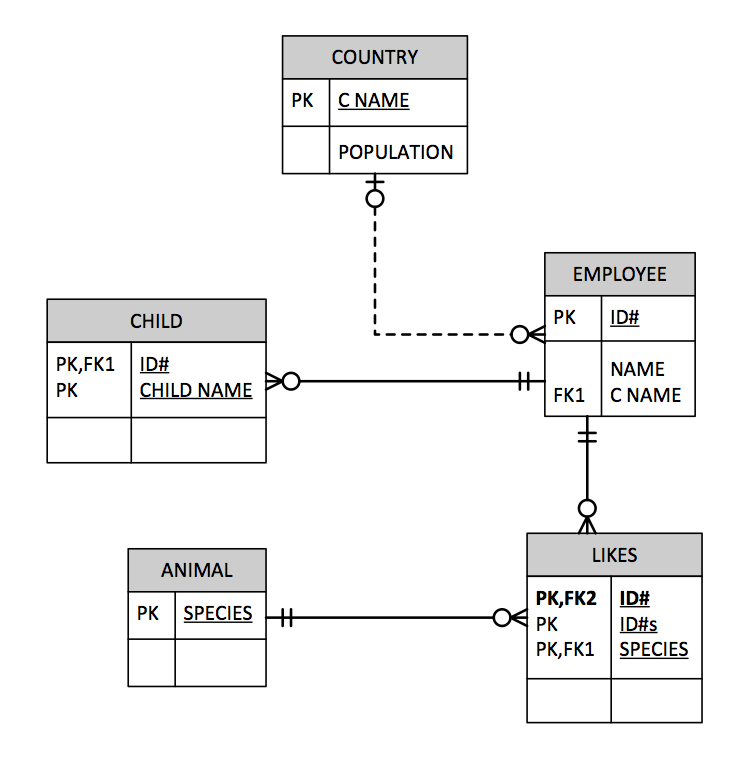 COUNTRY
PK C NAME
POPULATION
EMPLOYEE
PK ID#
NAME
FK1 C NAME
CHILD
PK,FK1 ID#
PK CHILD NAME
ANIMAL
PK SPECIES
LIKES
PK,FK2 ID#
PK ID#s
PK,FK1 SPECIES